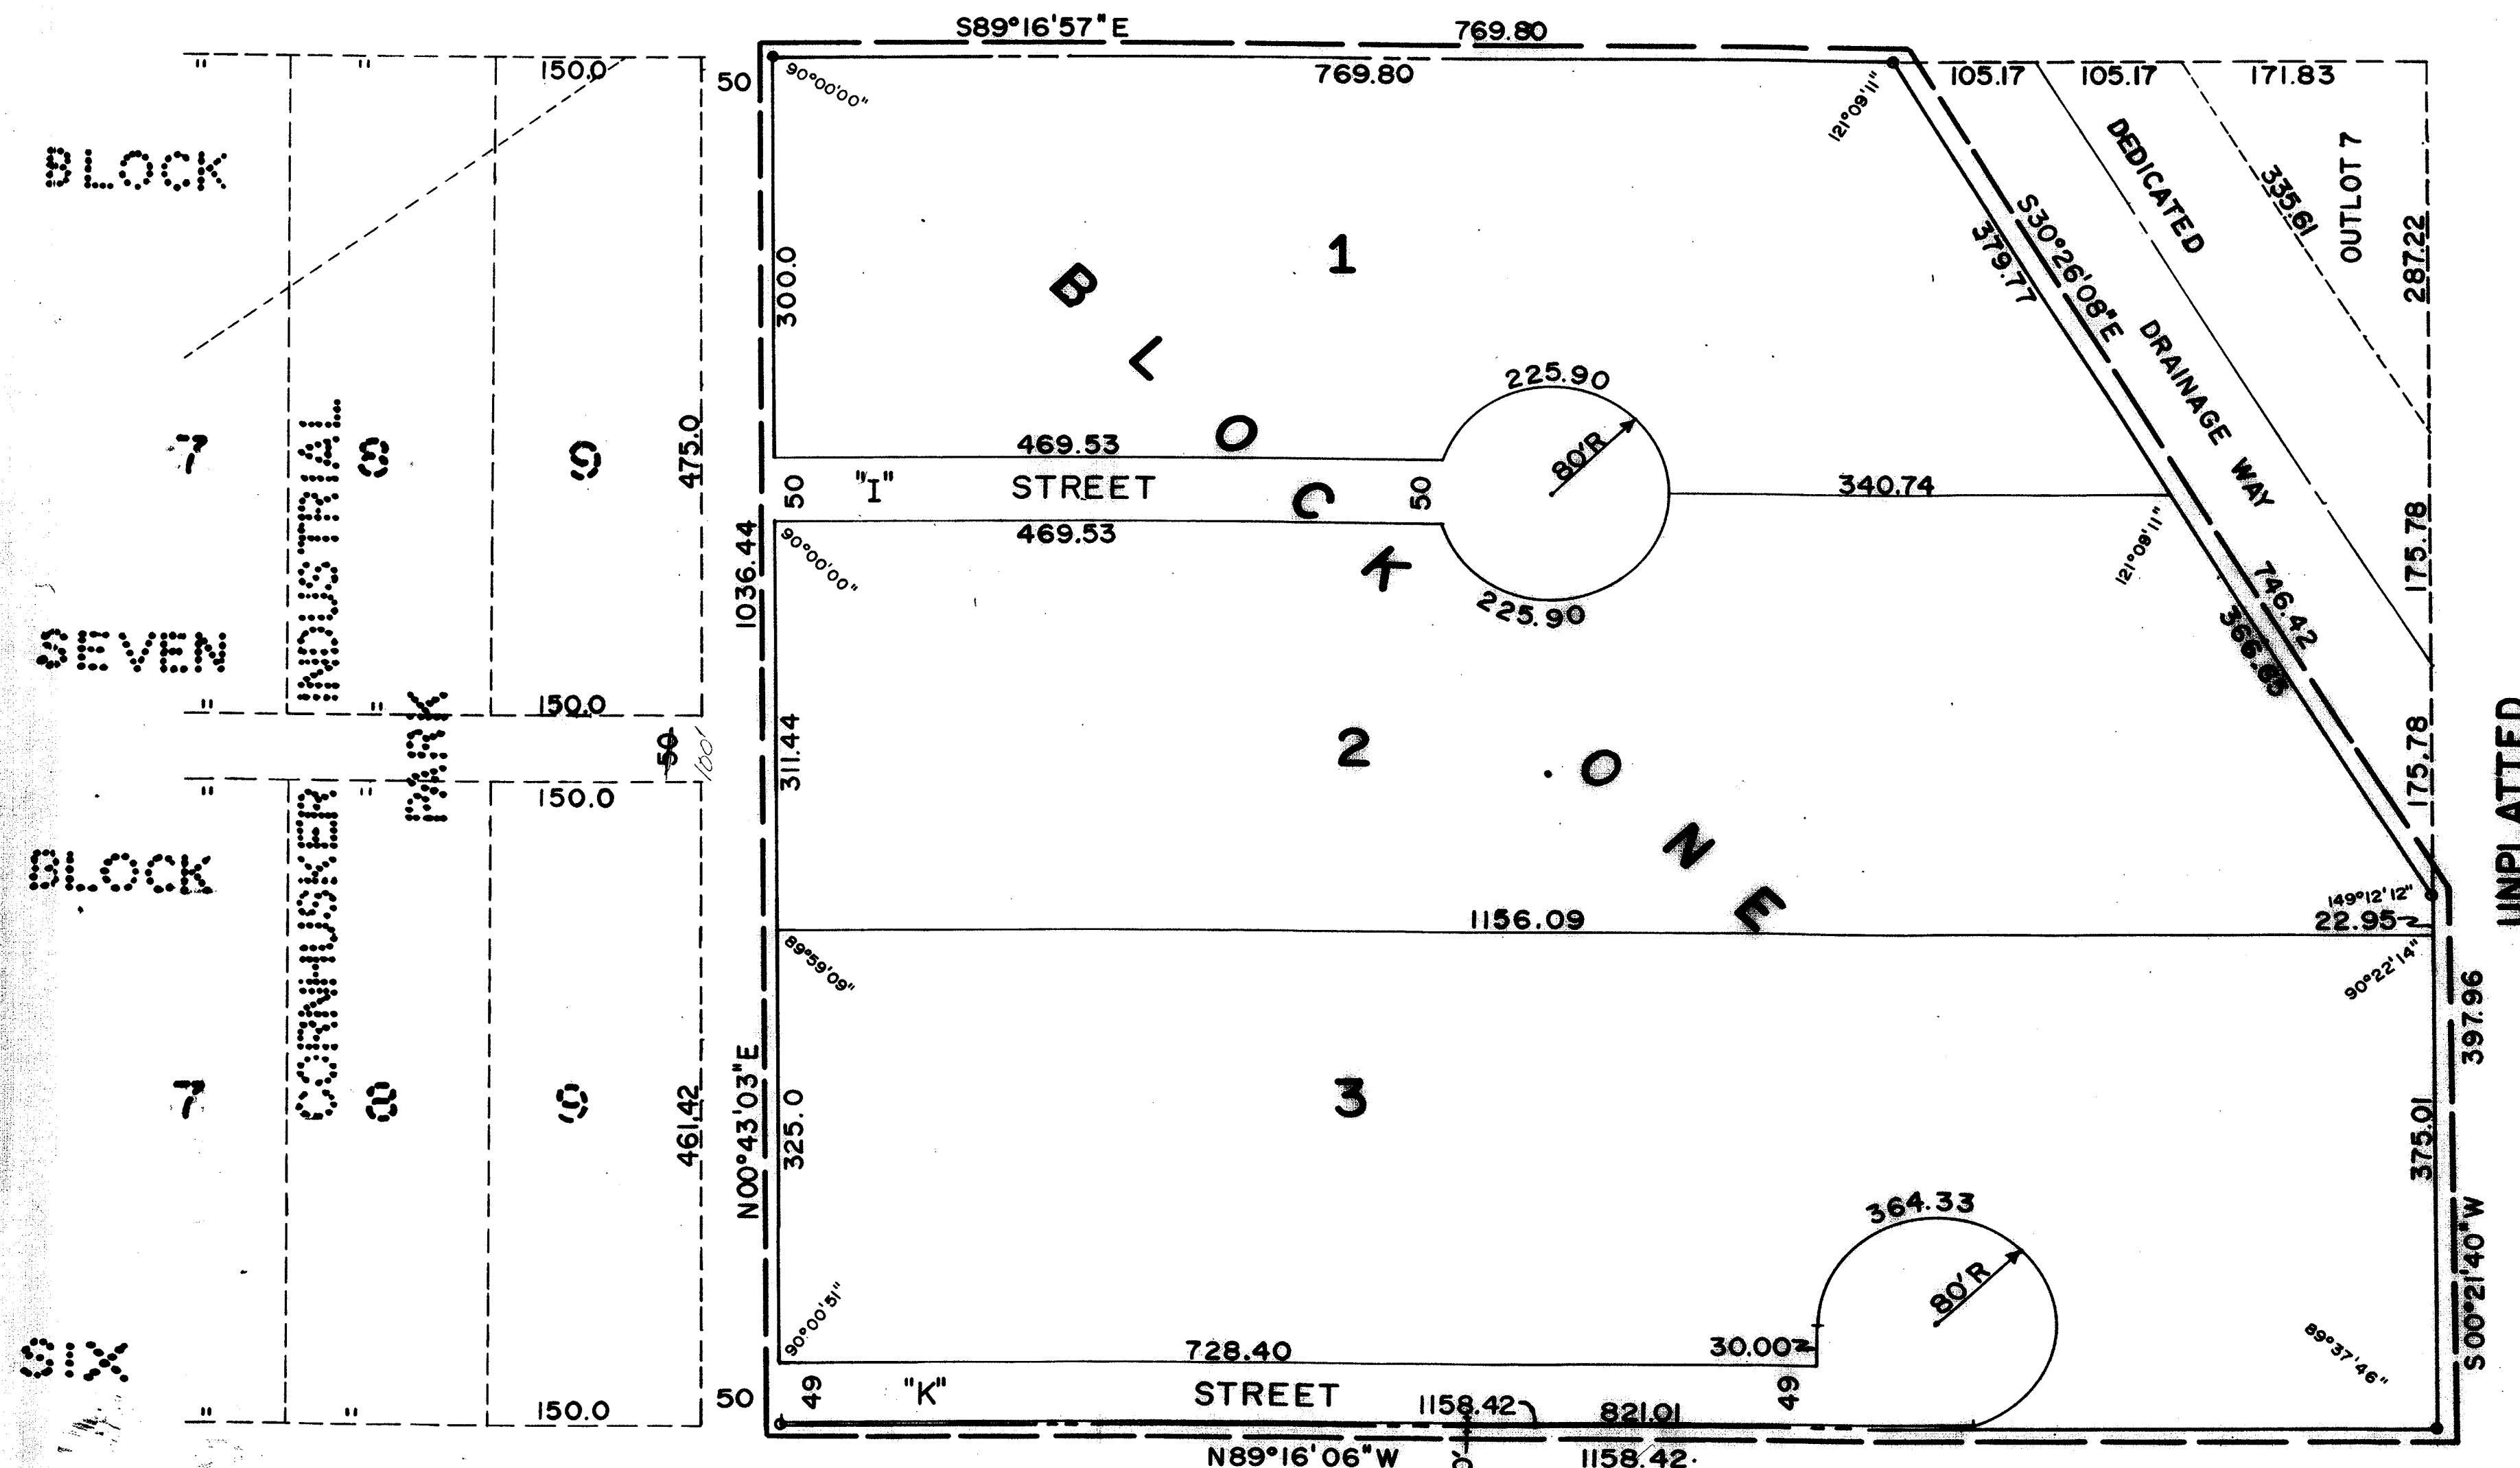 S89°16'57"E 769.80
" " 150.0 50 90°00'00" 769.80 121°09'11" 105.17 105.17 171.83
BLOCK
DEDICATED
OUTLOT 7
335.61
287.22
1
S30°26'08"E
379.77
300.0
B L O C K
DRAINAGE WAY
225.90
80'R
7 8 9
INDUSTRIAL
475.0
469.53
50 "I" STREET 50
340.74
469.53
90°00'00"
121°09'11"
175.78
1036.44
225.90
746.42
366.65
SEVEN
" " 150.0
PARK
50 100'
311.44
2
O N E
175.78
UNPLATTED
" " 150.0
BLOCK
CORNHUSKER
149°12'12"
1156.09 22.95
89°59'09"
90°22'14"
397.96
N00°43'03"E
325.0
3
7 8 9
461.42
375.01
364.33
80'R
S00°21'40"W
90°00'51"
89°37'46"
SIX
728.40 30.00
" " 150.0 50 49 "K" STREET 49
1158.42 821.01
N89°16'06"W 1158.42